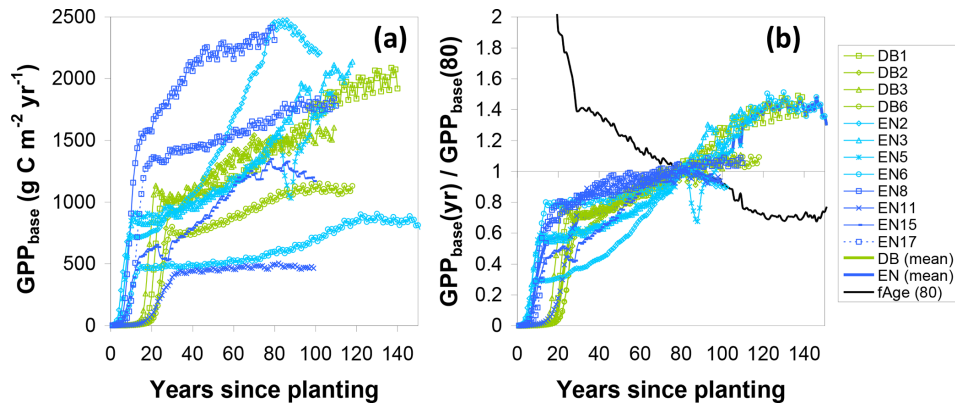 (a)
2500
2000
1500
1000
500
0
GPPbase (g C m⁻² yr⁻¹)
0 20 40 60 80 100 120 140
Years since planting
(b)
2
1.8
1.6
1.4
1.2
1
0.8
0.6
0.4
0.2
0
GPPbase(yr) / GPPbase(80)
0 20 40 60 80 100 120 140
Years since planting
DB1
DB2
DB3
DB6
EN2
EN3
EN5
EN6
EN8
EN11
EN15
EN17
DB (mean)
EN (mean)
fAge (80)